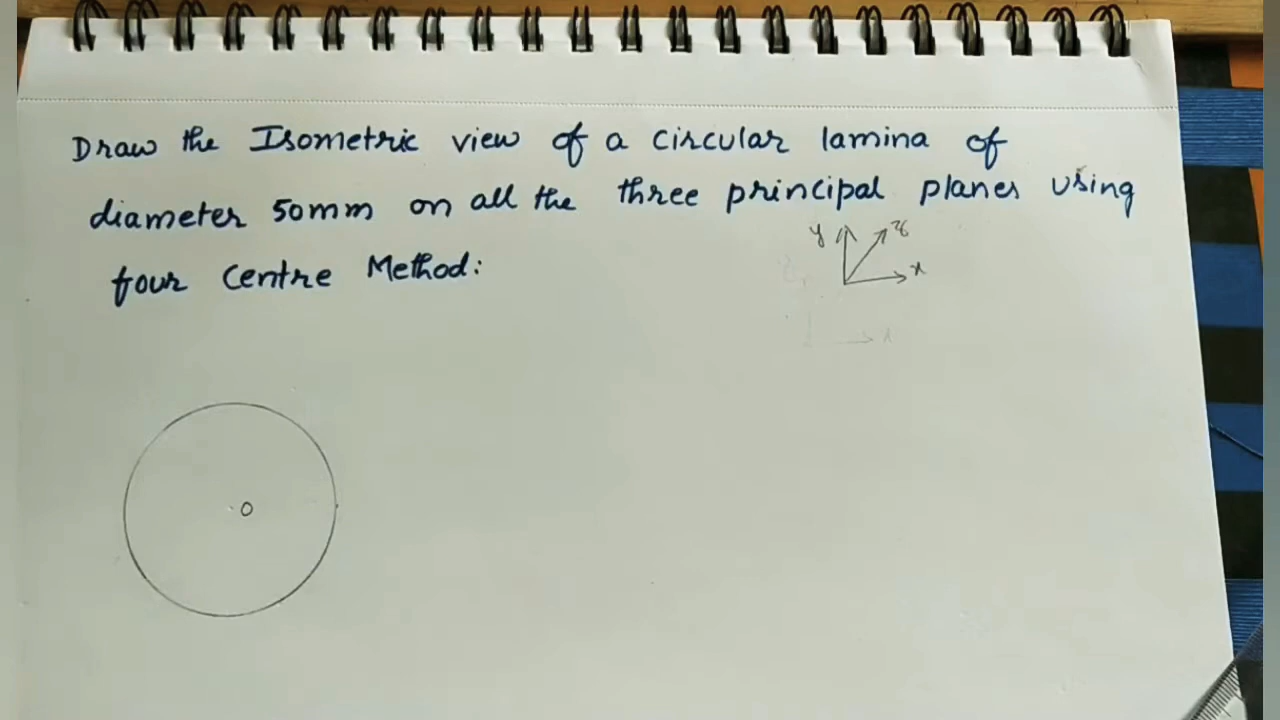 Draw the Isometric view of a circular lamina of
diameter 50mm on all the three principal planes using
four Centre Method:
y z
x
O